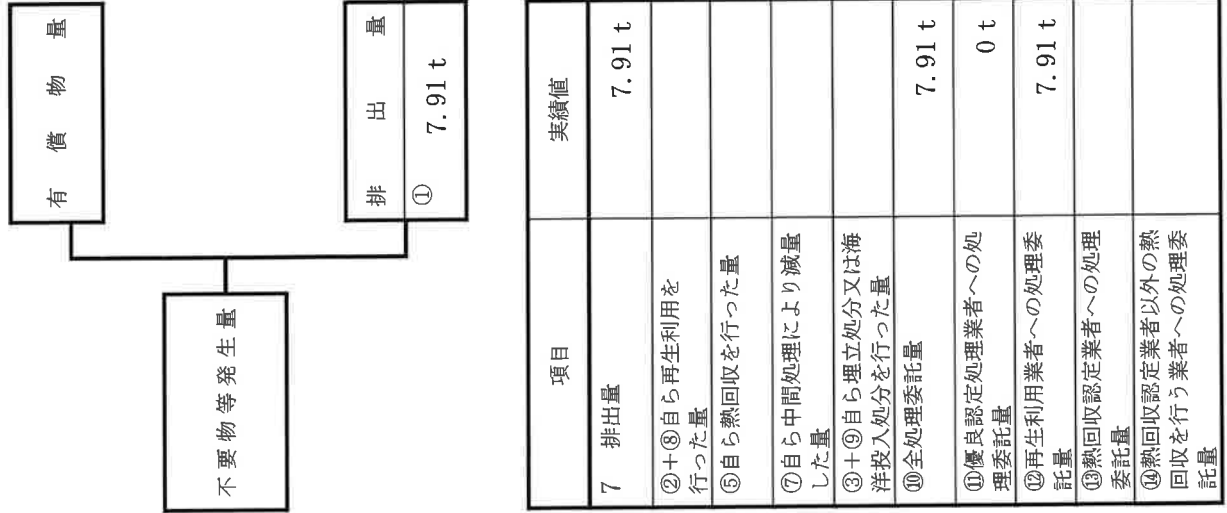 不要物等発生量
有償物量
排出量
① 7.91 t
項目 実績値
7 排出量 7.91 t
②+⑧自ら再生利用を
行った量
⑤自ら熱回収を行った量
⑦自ら中間処理により減量
した量
③+⑨自ら埋立処分又は海
洋投入処分を行った量
⑩全処理委託量 7.91 t
⑪優良認定処理業者への処
理委託量 0 t
⑫再生利用業者への処理委
託量 7.91 t
⑬熱回収認定業者への処理
委託量
⑭熱回収認定業者以外の熱
回収を行う業者への処理委
託量